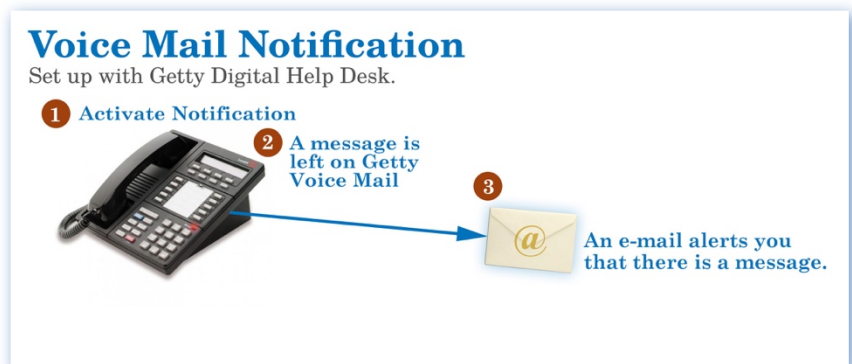 Voice Mail Notification
Set up with Getty Digital Help Desk.
1 Activate Notification
2 A message is
left on Getty
Voice Mail
3
@
An e-mail alerts you
that there is a message.